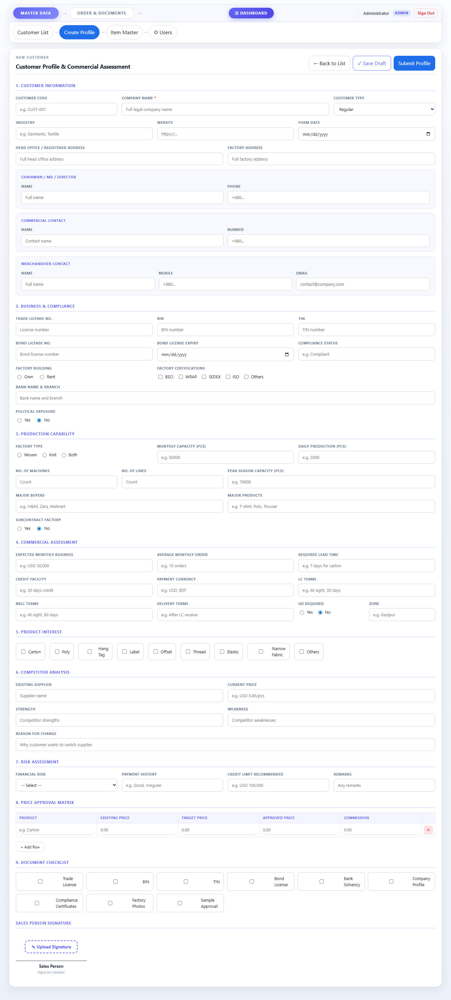 MASTER DATA → ORDER & DOCUMENTS → ☷ DASHBOARD Administrator ADMIN Sign Out
Customer List → Create Profile → Item Master → ⚙ Users
NEW CUSTOMER
Customer Profile & Commercial Assessment
← Back to List ✓ Save Draft Submit Profile
1. CUSTOMER INFORMATION
CUSTOMER CODE COMPANY NAME * CUSTOMER TYPE
e.g. CUST-001 Full legal company name Regular
INDUSTRY WEBSITE FORM DATE
e.g. Garments, Textile https://... mm/dd/yyyy
HEAD OFFICE / REGISTERED ADDRESS FACTORY ADDRESS
Full head office address Full factory address
CHAIRMAN / MD / DIRECTOR
NAME PHONE
Full name +880...
COMMERCIAL CONTACT
NAME NUMBER
Contact name +880...
MERCHANDISER CONTACT
NAME MOBILE EMAIL
Full name +880... contact@company.com
2. BUSINESS & COMPLIANCE
TRADE LICENSE NO. BIN TIN
License number BIN number TIN number
BOND LICENSE NO. BOND LICENSE EXPIRY COMPLIANCE STATUS
Bond license number mm/dd/yyyy e.g. Compliant
FACTORY BUILDING FACTORY CERTIFICATIONS
Own Rent BSCI WRAP SEDEX ISO Others
BANK NAME & BRANCH
Bank name and branch
POLITICAL EXPOSURE
Yes No
3. PRODUCTION CAPABILITY
FACTORY TYPE MONTHLY CAPACITY (PCS) DAILY PRODUCTION (PCS)
Woven Knit Both e.g. 50000 e.g. 2000
NO. OF MACHINES NO. OF LINES PEAK SEASON CAPACITY (PCS)
Count Count e.g. 70000
MAJOR BUYERS MAJOR PRODUCTS
e.g. H&M, Zara, Walmart e.g. T-shirt, Polo, Trouser
SUBCONTRACT FACTORY
Yes No
4. COMMERCIAL ASSESSMENT
EXPECTED MONTHLY BUSINESS AVERAGE MONTHLY ORDER REQUIRED LEAD TIME
e.g. USD 50,000 e.g. 10 orders e.g. 7 days for carton
CREDIT FACILITY PAYMENT CURRENCY LC TERMS
e.g. 30 days credit e.g. USD, BDT e.g. At sight, 30 days
BBLC TERMS DELIVERY TERMS UD REQUIRED ZONE
e.g. At sight, 60 days e.g. After LC receive Yes No e.g. Gazipur
5. PRODUCT INTEREST
Carton Poly Hang Tag Label Offset Thread Elastic Narrow Fabric Others
6. COMPETITOR ANALYSIS
EXISTING SUPPLIER CURRENT PRICE
Supplier name e.g. USD 0.45/pcs
STRENGTH WEAKNESS
Competitor strengths Competitor weaknesses
REASON FOR CHANGE
Why customer wants to switch supplier
7. RISK ASSESSMENT
FINANCIAL RISK PAYMENT HISTORY CREDIT LIMIT RECOMMENDED REMARKS
-- Select -- e.g. Good, Irregular e.g. USD 100,000 Any remarks
8. PRICE APPROVAL MATRIX
PRODUCT EXISTING PRICE TARGET PRICE APPROVED PRICE COMMISSION
e.g. Carton 0.00 0.00 0.00 0.00 ×
+ Add Row
9. DOCUMENT CHECKLIST
Trade License BIN TIN Bond License Bank Solvency Company Profile
Compliance Certificates Factory Photos Sample Approval
SALES PERSON SIGNATURE
✎ Upload Signature
Sales Person
Signs on creation